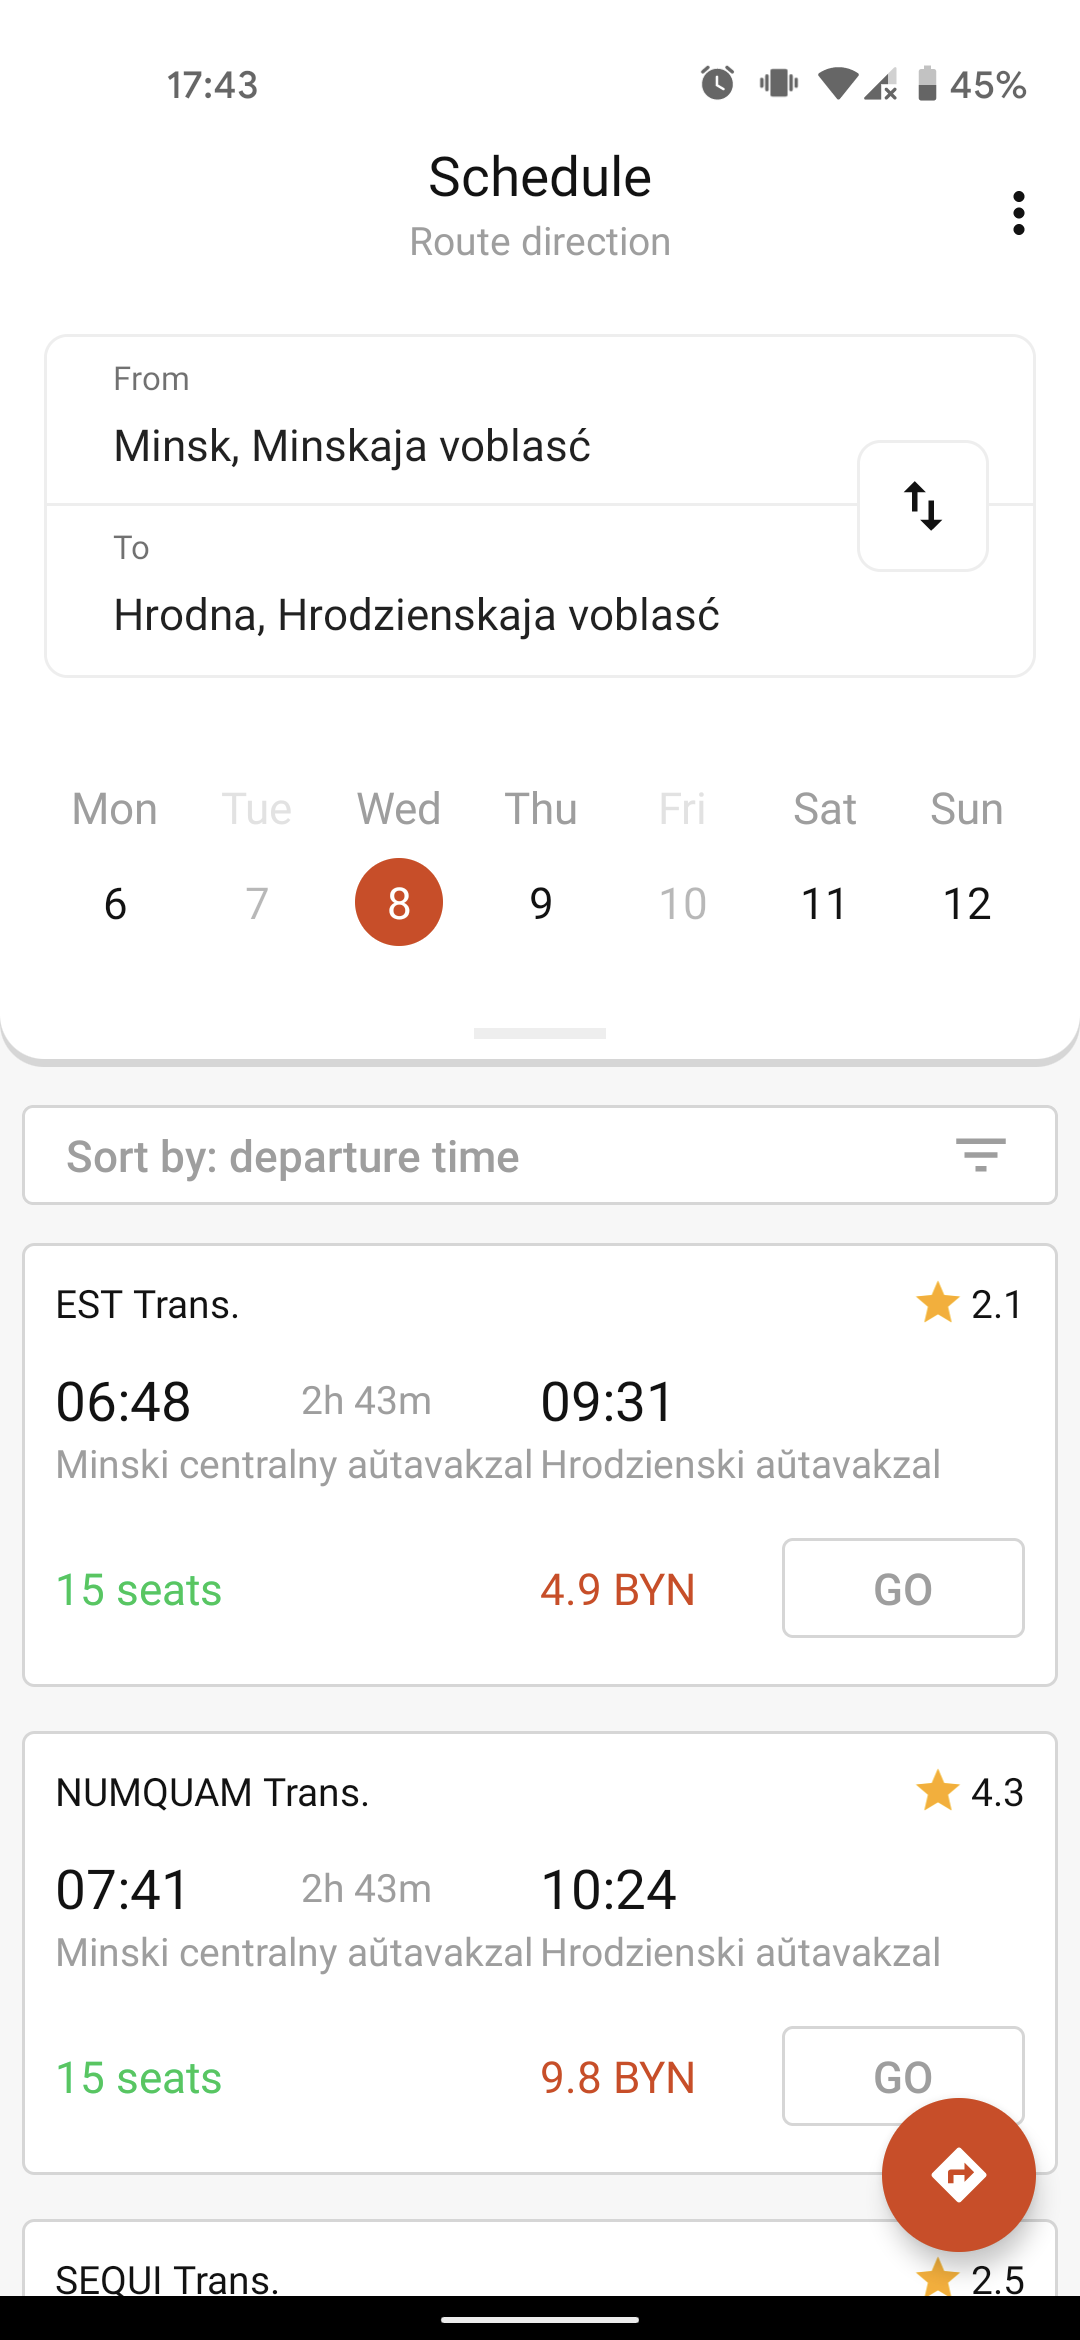 17:43 45%
Schedule
Route direction
From
Minsk, Minskaja voblasć
To
Hrodna, Hrodzienskaja voblasć
Mon Tue Wed Thu Fri Sat Sun
6 7 8 9 10 11 12
Sort by: departure time
EST Trans. 2.1
06:48 2h 43m 09:31
Minski centralny aŭtavakzal Hrodzienski aŭtavakzal
15 seats 4.9 BYN GO
NUMQUAM Trans. 4.3
07:41 2h 43m 10:24
Minski centralny aŭtavakzal Hrodzienski aŭtavakzal
15 seats 9.8 BYN GO
SEQUI Trans. 2.5